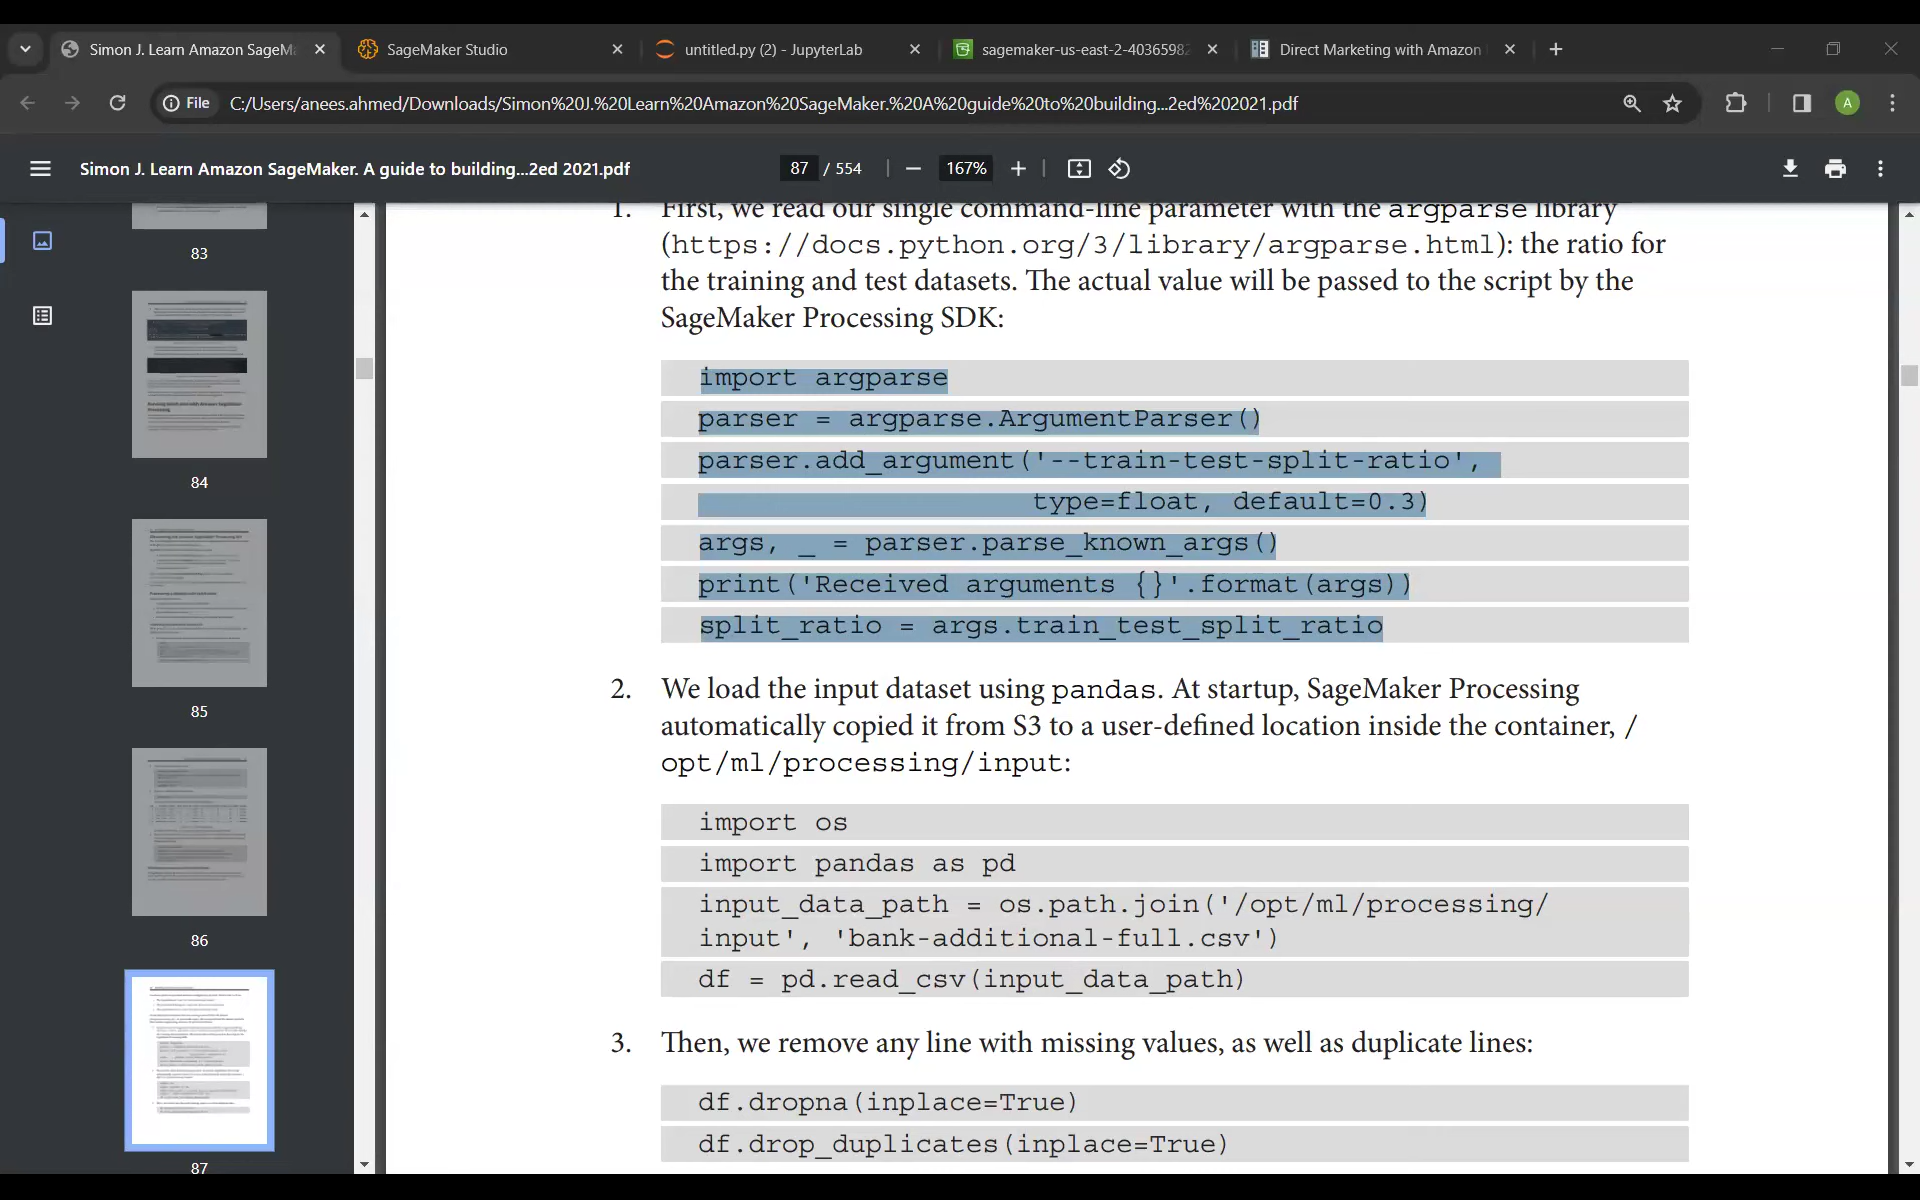 Simon J. Learn Amazon SageMa
SageMaker Studio
untitled.py (2) - JupyterLab
sagemaker-us-east-2-40365982
Direct Marketing with Amazon
File
C:/Users/anees.ahmed/Downloads/Simon%20J.%20Learn%20Amazon%20SageMaker.%20A%20guide%20to%20building...2ed%202021.pdf
A
Simon J. Learn Amazon SageMaker. A guide to building...2ed 2021.pdf
87 / 554
167%
83
84
85
86
87
1. First, we read our single command-line parameter with the argparse library
(https://docs.python.org/3/library/argparse.html): the ratio for
the training and test datasets. The actual value will be passed to the script by the
SageMaker Processing SDK:
import argparse
parser = argparse.ArgumentParser()
parser.add_argument('--train-test-split-ratio',
type=float, default=0.3)
args, _ = parser.parse_known_args()
print('Received arguments {}'.format(args))
split_ratio = args.train_test_split_ratio
2. We load the input dataset using pandas. At startup, SageMaker Processing
automatically copied it from S3 to a user-defined location inside the container, /
opt/ml/processing/input:
import os
import pandas as pd
input_data_path = os.path.join('/opt/ml/processing/
input', 'bank-additional-full.csv')
df = pd.read_csv(input_data_path)
3. Then, we remove any line with missing values, as well as duplicate lines:
df.dropna(inplace=True)
df.drop_duplicates(inplace=True)